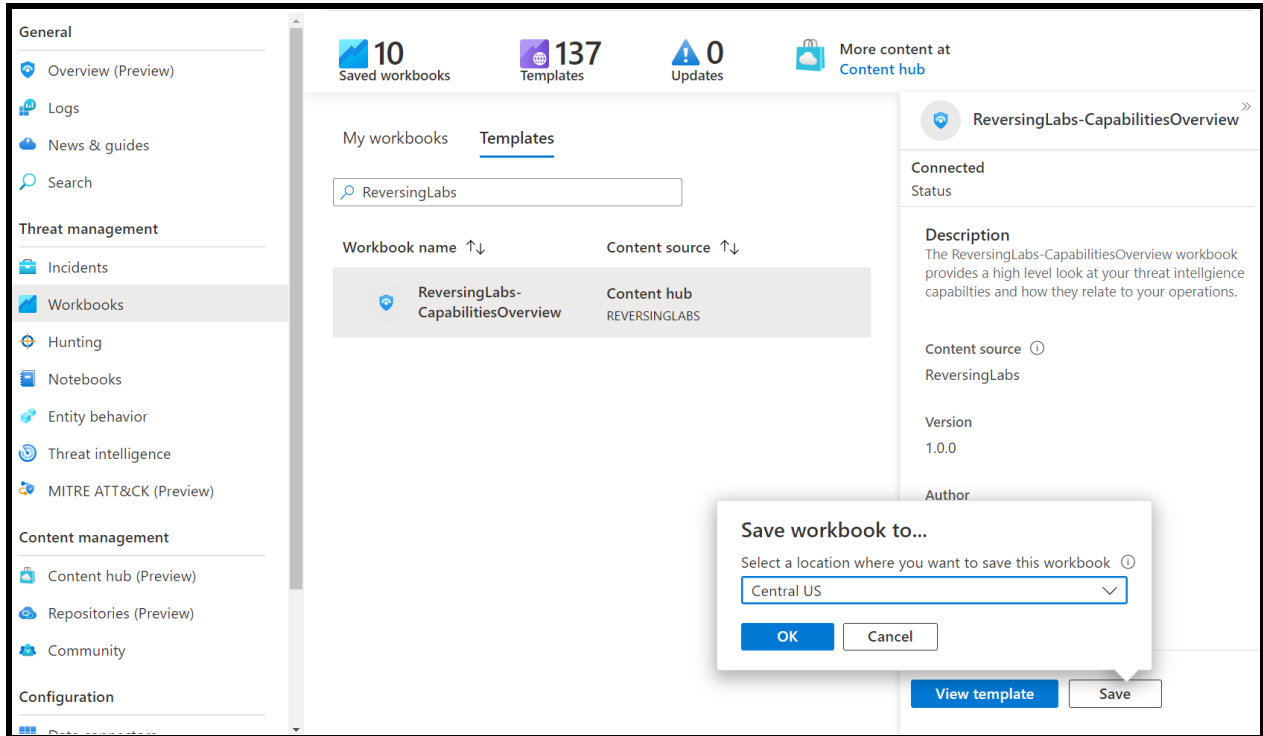 General
Overview (Preview)
Logs
News & guides
Search
Threat management
Incidents
Workbooks
Hunting
Notebooks
Entity behavior
Threat intelligence
MITRE ATT&CK (Preview)
Content management
Content hub (Preview)
Repositories (Preview)
Community
Configuration
10
Saved workbooks
137
Templates
0
Updates
More content at
Content hub
My workbooks
Templates
ReversingLabs
Workbook name
Content source
ReversingLabs-
CapabilitiesOverview
Content hub
REVERSINGLABS
ReversingLabs-CapabilitiesOverview
Connected
Status
Description
The ReversingLabs-CapabilitiesOverview workbook
provides a high level look at your threat intellgience
capabilties and how they relate to your operations.
Content source
ReversingLabs
Version
1.0.0
Author
Save workbook to...
Select a location where you want to save this workbook
Central US
OK
Cancel
View template
Save